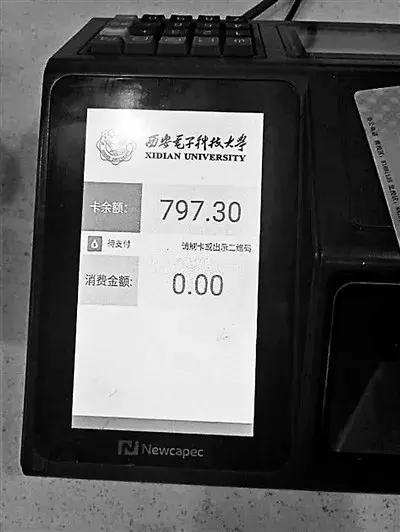 西安电子科技大学
XIDIAN UNIVERSITY
卡余额: 797.30
待支付 请刷卡或出示二维码
消费金额: 0.00
Newcapec